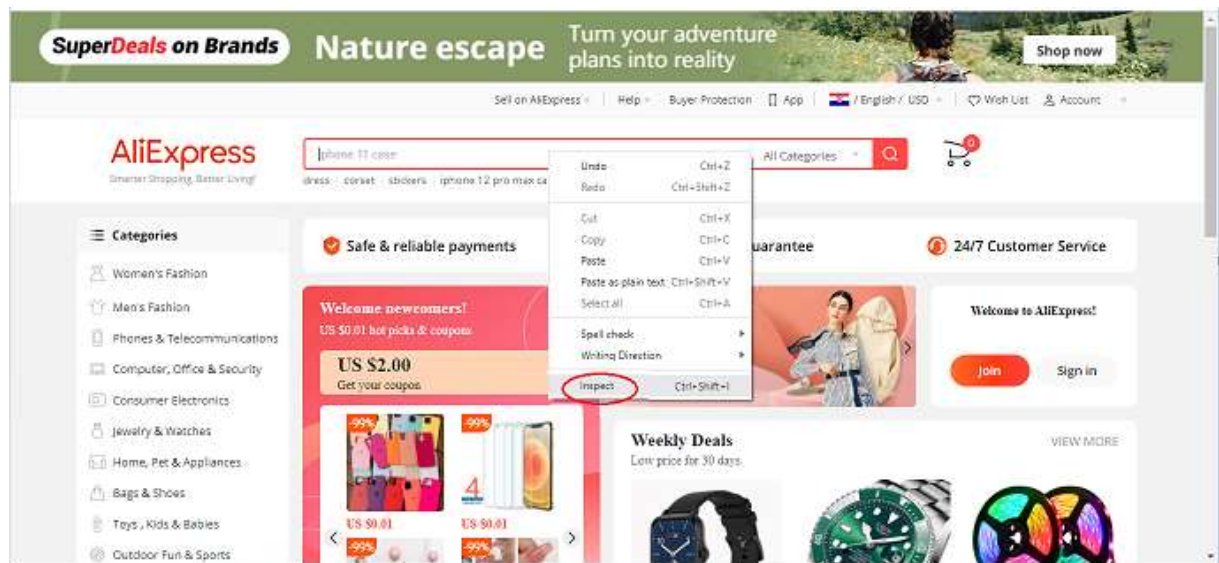 SuperDeals on Brands
Nature escape
Turn your adventure
plans into reality
Shop now
Sell on AliExpress
Help
Buyer Protection
App
/ English / USD
Wish List
Account
AliExpress
Smarter Shopping, Better Living!
iphone 11 case
All Categories
0
dress corset stickers iphone 12 pro max ca
Undo Ctrl+Z
Redo Ctrl+Shift+Z
Cut Ctrl+X
Copy Ctrl+C
Paste Ctrl+V
Paste as plain text Ctrl+Shift+V
Select all Ctrl+A
Spell check
Writing Direction
Inspect Ctrl+Shift+I
Categories
Women's Fashion
Men's Fashion
Phones & Telecommunications
Computer, Office & Security
Consumer Electronics
Jewelry & Watches
Home, Pet & Appliances
Bags & Shoes
Toys , Kids & Babies
Outdoor Fun & Sports
Safe & reliable payments
uarantee
24/7 Customer Service
Welcome newcomers!
US $0.01 hot picks & coupons
US $2.00
Get your coupon
-99%
-99%
4
US $0.01
US $0.01
-99%
-99%
Welcome to AliExpress!
Join
Sign in
Weekly Deals
VIEW MORE
Low price for 30 days